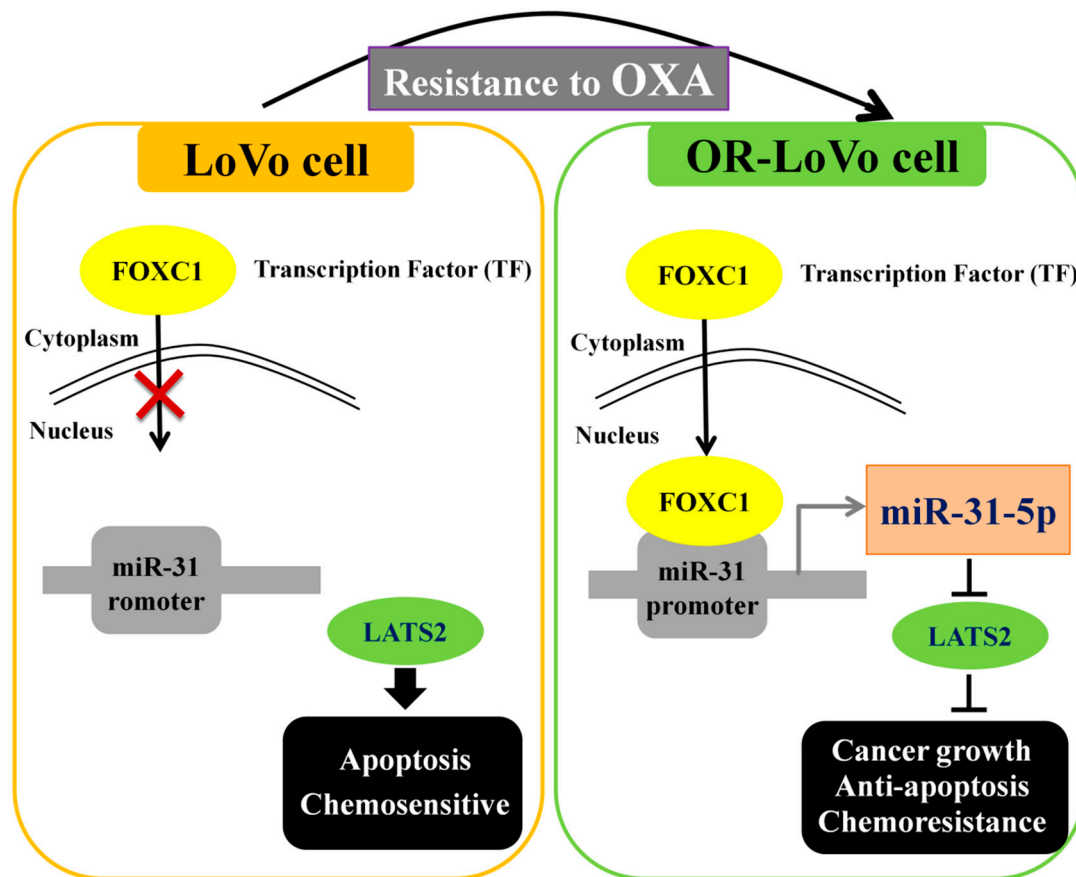 Resistance to OXA
LoVo cell
FOXC1
Transcription Factor (TF)
Cytoplasm
Nucleus
miR-31
romoter
LATS2
Apoptosis
Chemosensitive
OR-LoVo cell
FOXC1
Transcription Factor (TF)
Cytoplasm
Nucleus
FOXC1
miR-31
promoter
miR-31-5p
LATS2
Cancer growth
Anti-apoptosis
Chemoresistance